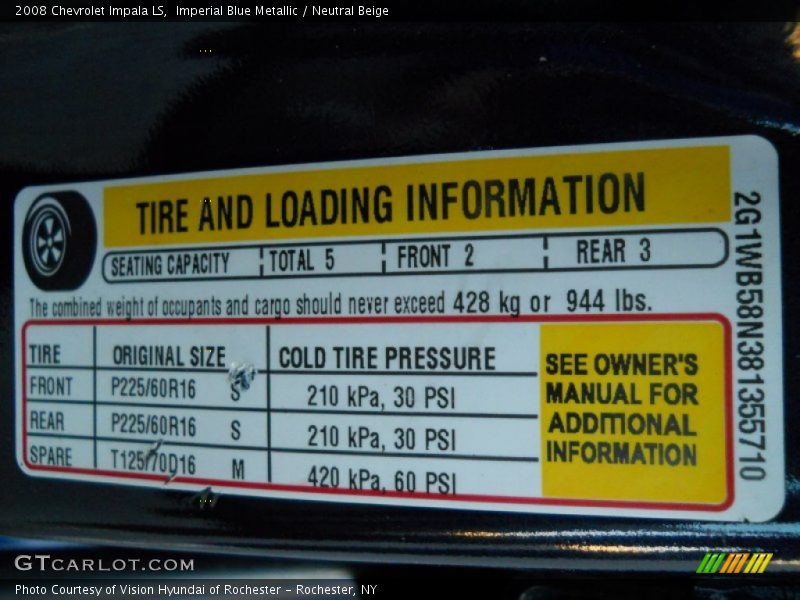 2008 Chevrolet Impala LS,  Imperial Blue Metallic / Neutral Beige
TIRE AND LOADING INFORMATION
SEATING CAPACITY TOTAL 5 FRONT 2 REAR 3
The combined weight of occupants and cargo should never exceed 428 kg or 944 lbs.
TIRE ORIGINAL SIZE COLD TIRE PRESSURE
FRONT P225/60R16 S 210 kPa, 30 PSI
REAR P225/60R16 S 210 kPa, 30 PSI
SPARE T125/70D16 M 420 kPa, 60 PSI
SEE OWNER'S
MANUAL FOR
ADDITIONAL
INFORMATION
2G1WB58N381355710
GTCARLOT.COM
Photo Courtesy of Vision Hyundai of Rochester - Rochester, NY